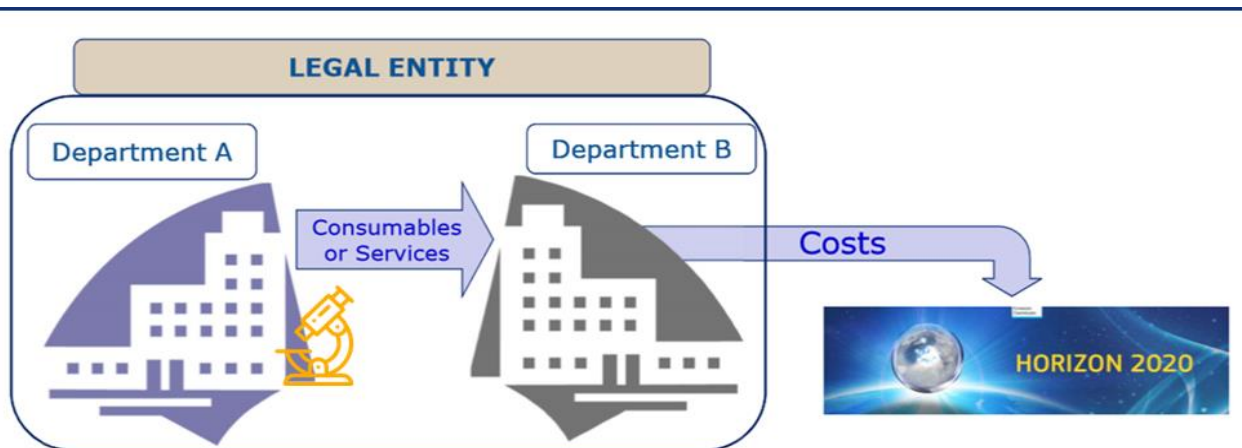 LEGAL ENTITY
Department A
Department B
Consumables
or Services
Costs
HORIZON 2020